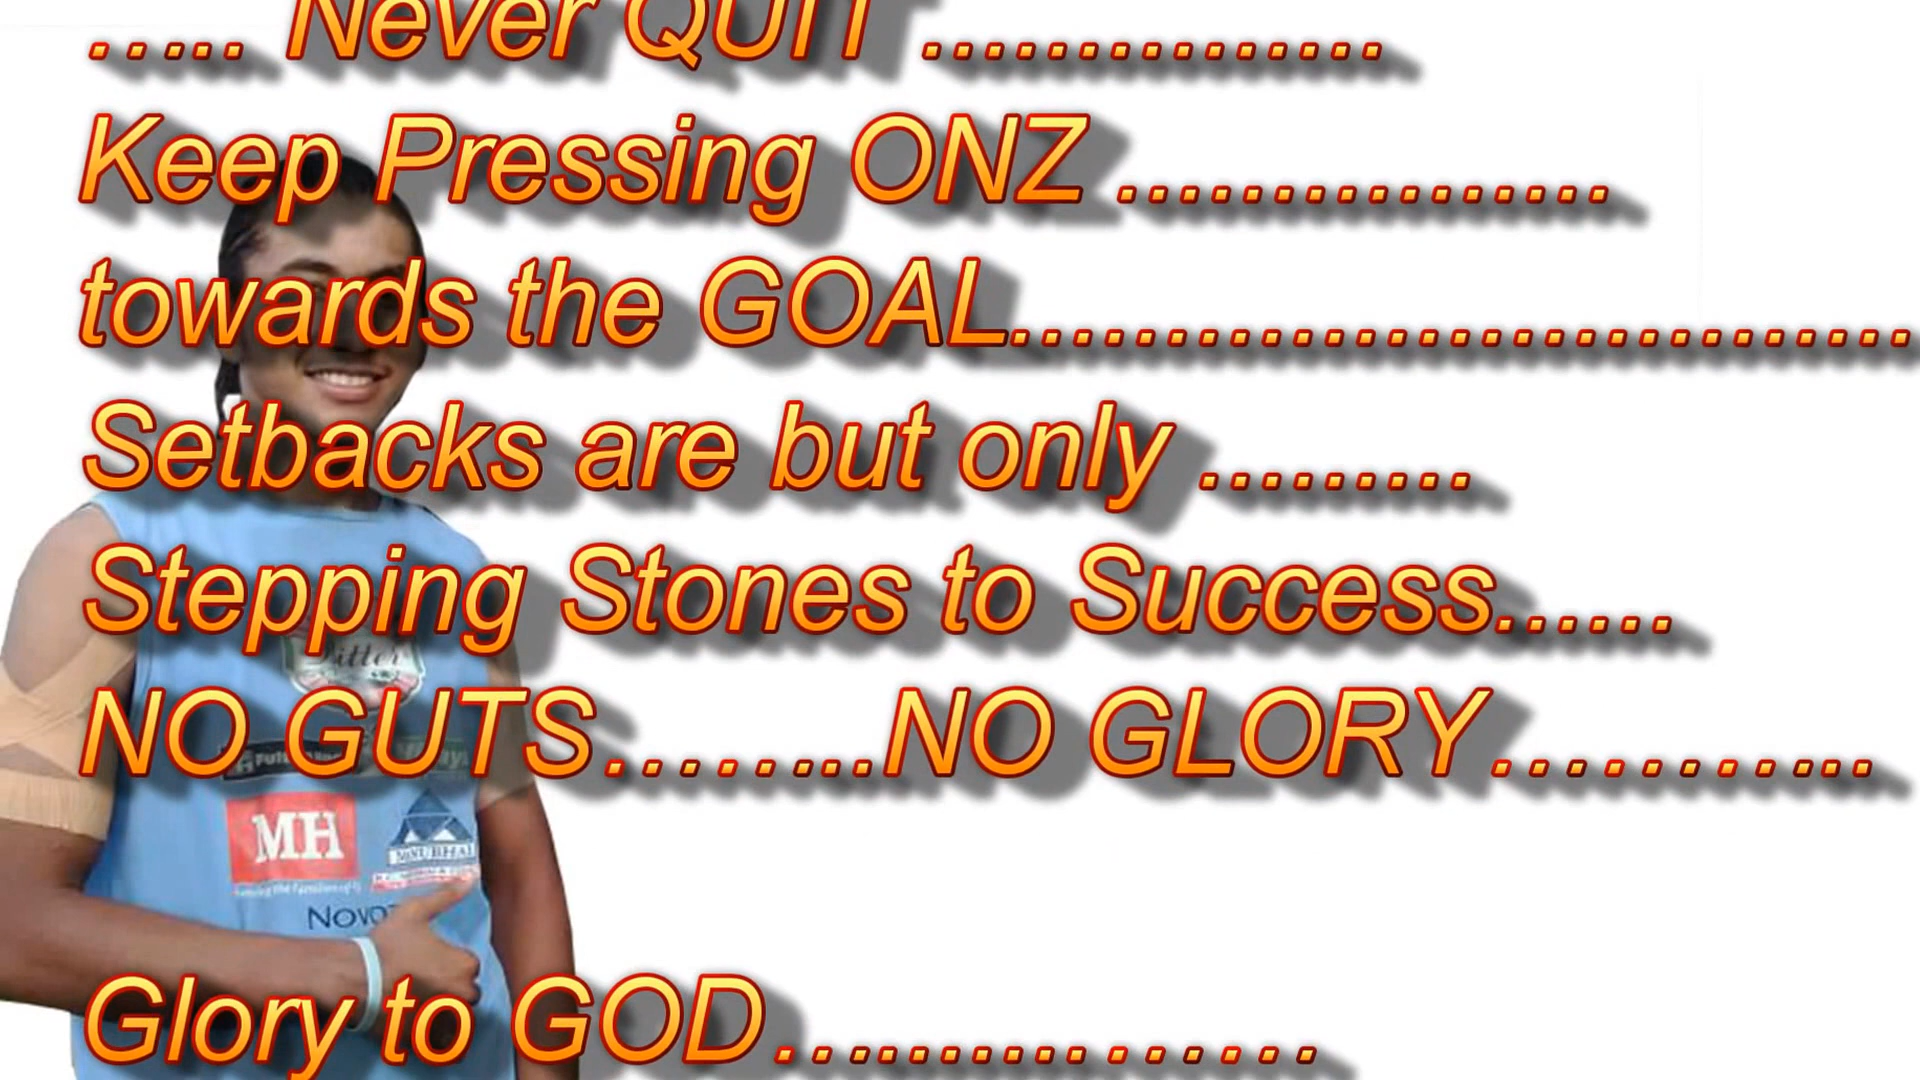 ..... Never QUIT ...............
Keep Pressing ONZ ................
towards the GOAL.............................
Setbacks are but only .........
Stepping Stones to Success......
NO GUTS.........NO GLORY............
Bitter
MH
Glory to GOD................